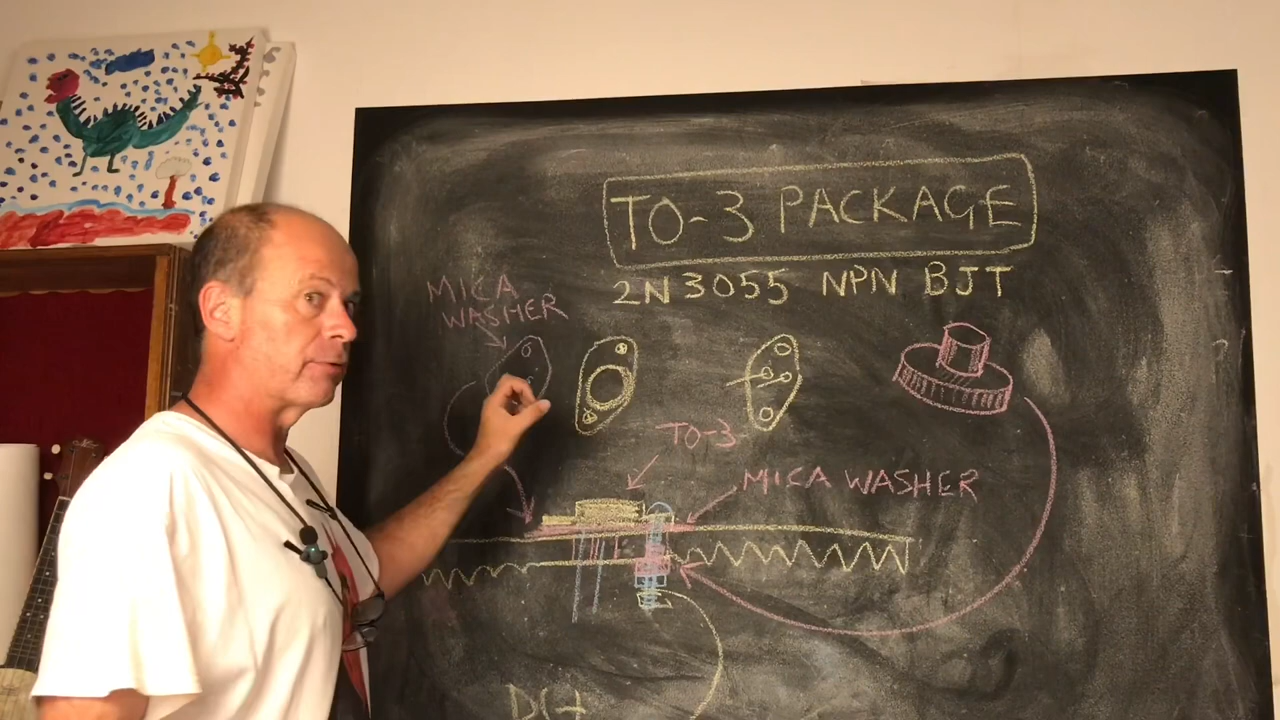 TO-3 PACKAGE
2N3055 NPN BJT
MICA
WASHER
TO-3
MICA WASHER